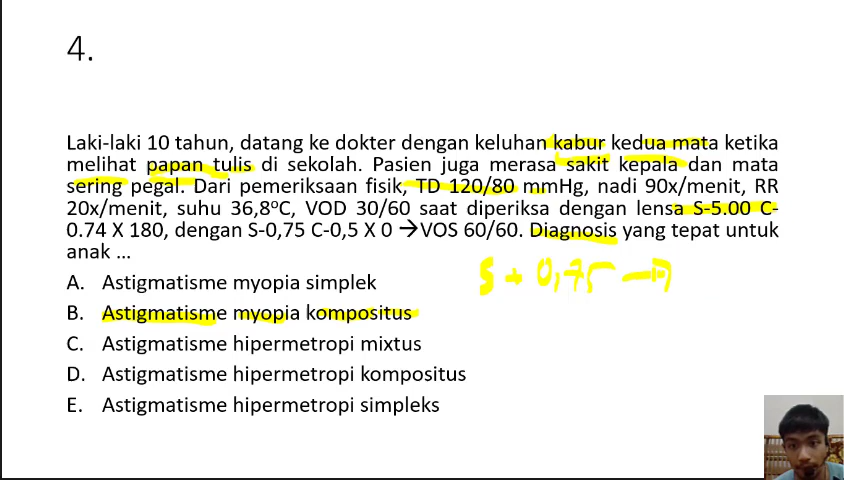 4.
Laki-laki 10 tahun, datang ke dokter dengan keluhan kabur kedua mata ketika
melihat papan tulis di sekolah. Pasien juga merasa sakit kepala dan mata
sering pegal. Dari pemeriksaan fisik, TD 120/80 mmHg, nadi 90x/menit, RR
20x/menit, suhu 36,8°C, VOD 30/60 saat diperiksa dengan lensa S-5.00 C-
0.74 X 180, dengan S-0,75 C-0,5 X 0 →VOS 60/60. Diagnosis yang tepat untuk
anak ...
S + 0,75
A. Astigmatisme myopia simplek
B. Astigmatisme myopia kompositus
C. Astigmatisme hipermetropi mixtus
D. Astigmatisme hipermetropi kompositus
E. Astigmatisme hipermetropi simpleks